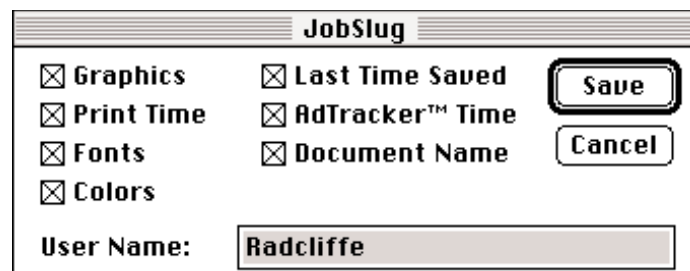 JobSlug
Graphics
Last Time Saved
Save
Print Time
AdTracker™ Time
Fonts
Document Name
Cancel
Colors
User Name:
Radcliffe